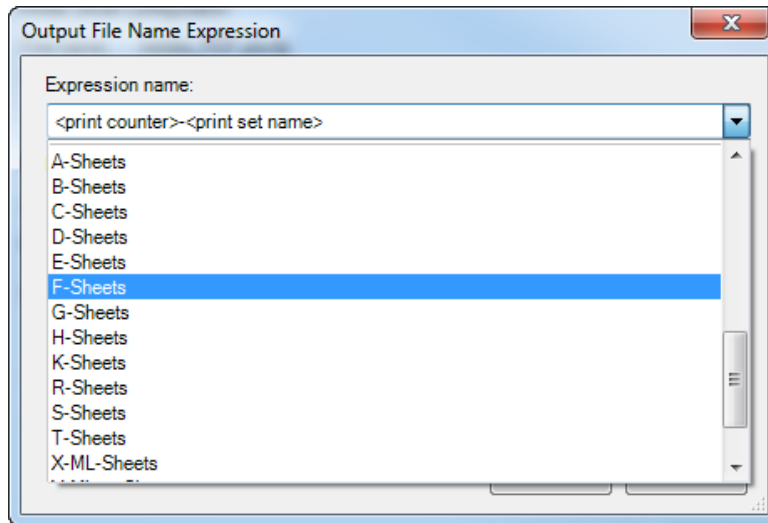 Output File Name Expression
Expression name:
<print counter>-<print set name>
A-Sheets
B-Sheets
C-Sheets
D-Sheets
E-Sheets
F-Sheets
G-Sheets
H-Sheets
K-Sheets
R-Sheets
S-Sheets
T-Sheets
X-ML-Sheets